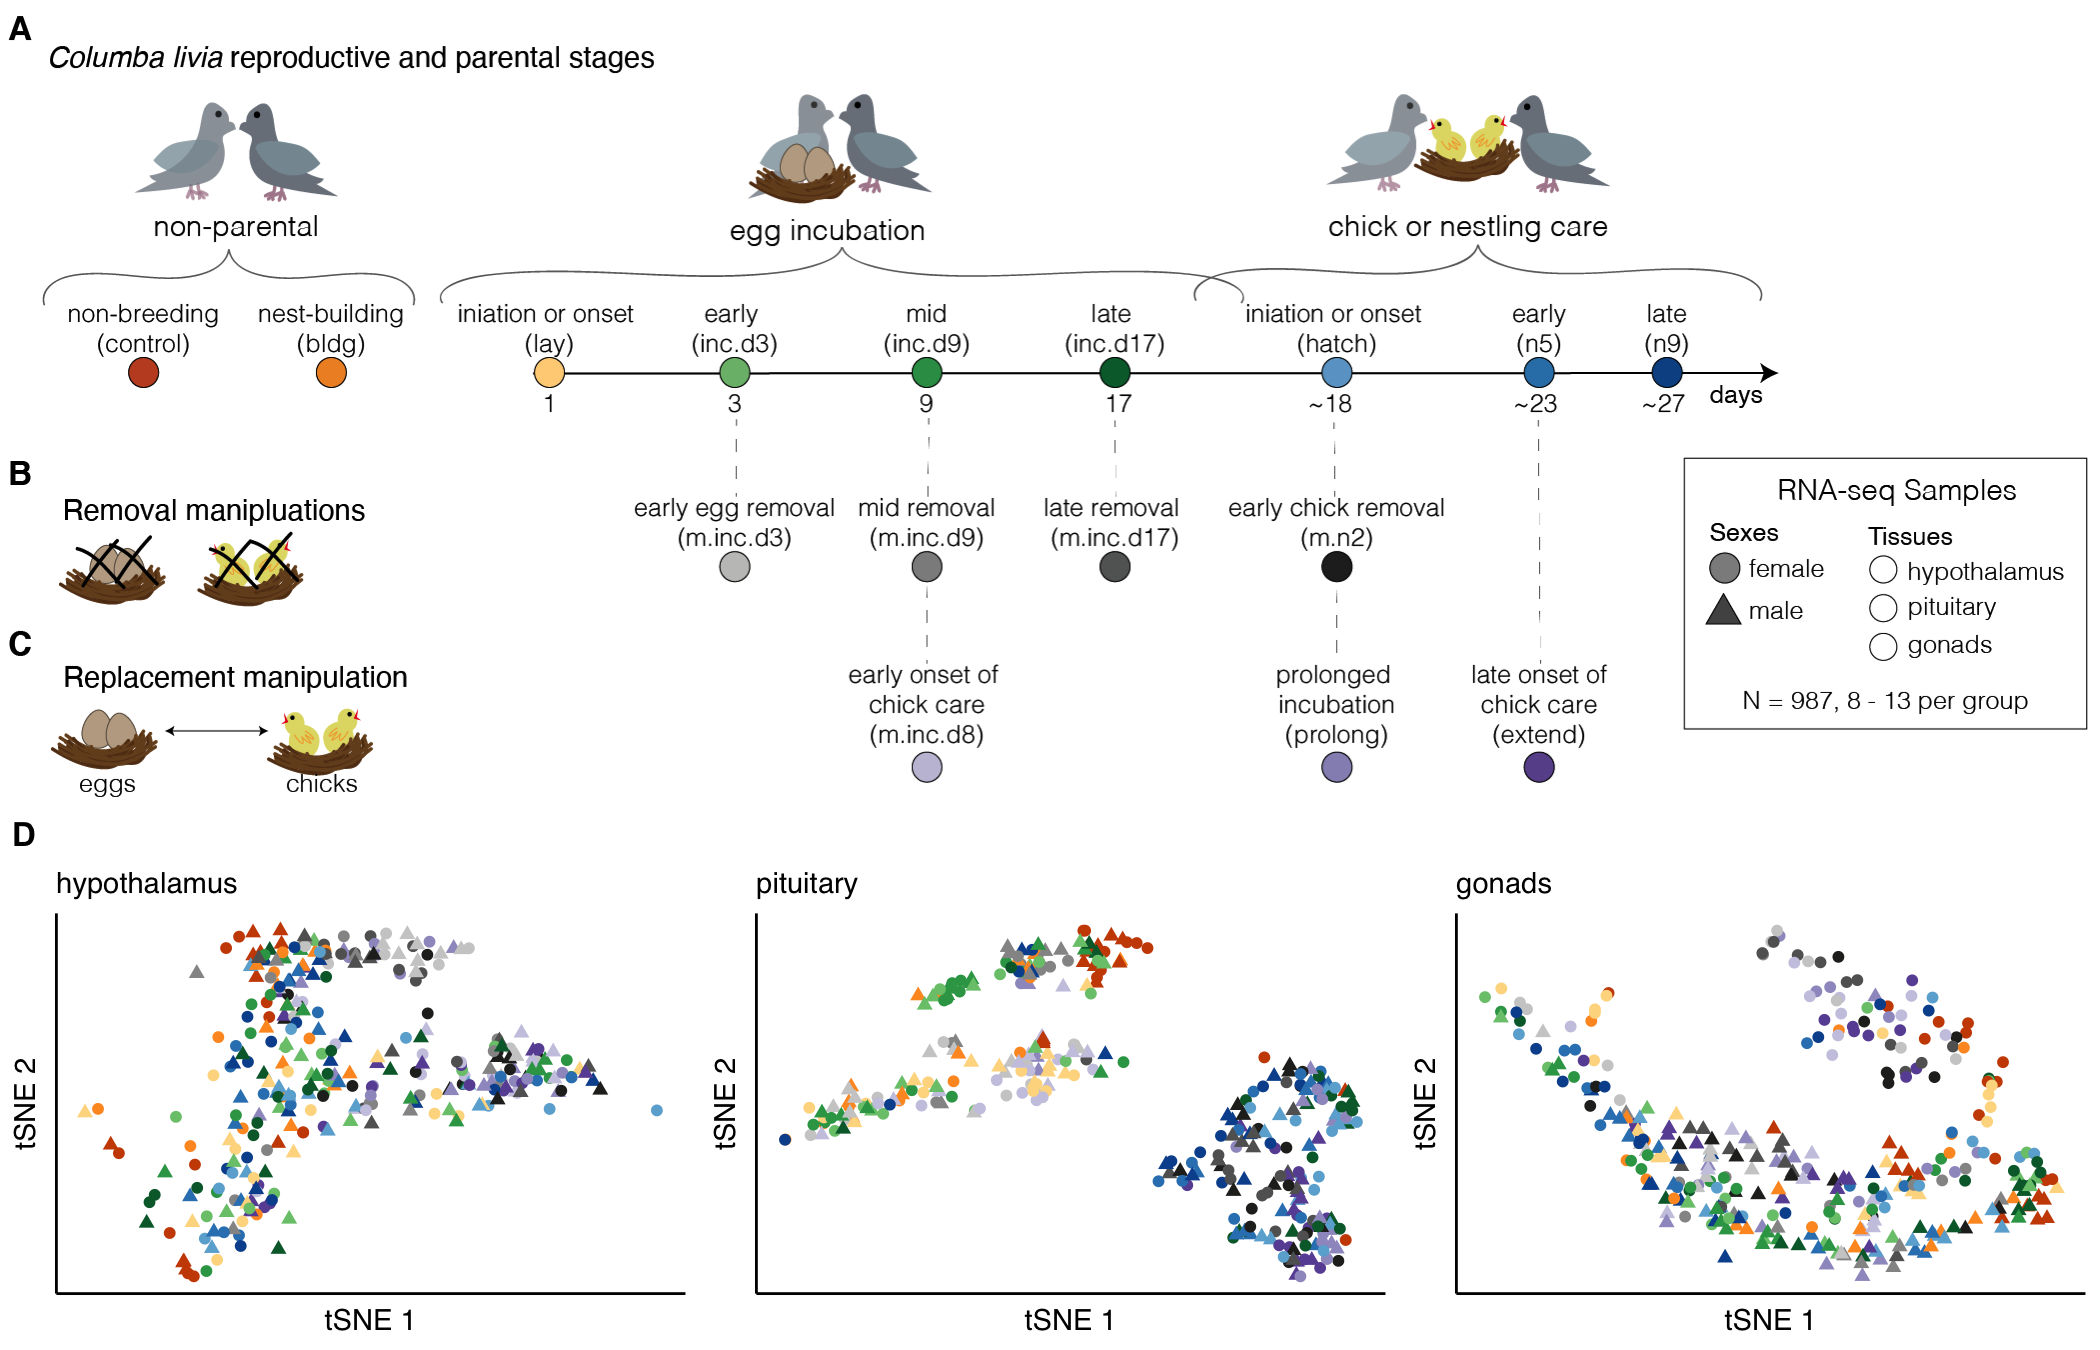 A
Columba livia reproductive and parental stages
non-parental
egg incubation
chick or nestling care
non-breeding
(control)
nest-building
(bldg)
iniation or onset
(lay)
early
(inc.d3)
mid
(inc.d9)
late
(inc.d17)
iniation or onset
(hatch)
early
(n5)
late
(n9)
1
3
9
17
~18
~23
~27
days
B
Removal manipluations
early egg removal
(m.inc.d3)
mid removal
(m.inc.d9)
late removal
(m.inc.d17)
early chick removal
(m.n2)
RNA-seq Samples
Sexes
female
male
Tissues
hypothalamus
pituitary
gonads
N = 987, 8 - 13 per group
C
Replacement manipulation
eggs
chicks
early onset of
chick care
(m.inc.d8)
prolonged
incubation
(prolong)
late onset of
chick care
(extend)
D
hypothalamus
tSNE 2
tSNE 1
pituitary
tSNE 2
tSNE 1
gonads
tSNE 2
tSNE 1